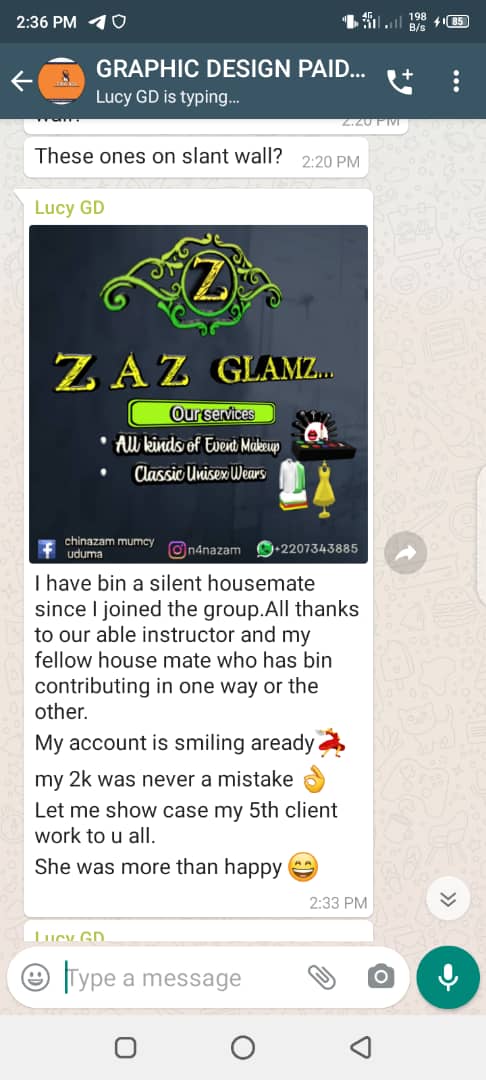 2:36 PM
45
198 B/s
85
GRAPHIC DESIGN PAID...
Lucy GD is typing...
2:20 PM
These ones on slant wall?
2:20 PM
Lucy GD
Z
ZAZ GLAMZ...
Our services
• All kinds of Event Makeup
• Classic Unisex Wears
chinazam mumcy
uduma
n4nazam
+2207343885
I have bin a silent housemate
since I joined the group.All thanks
to our able instructor and my
fellow house mate who has bin
contributing in one way or the
other.
My account is smiling aready💃
my 2k was never a mistake 👌
Let me show case my 5th client
work to u all.
She was more than happy 😄
2:33 PM
Lucy GD
Type a message